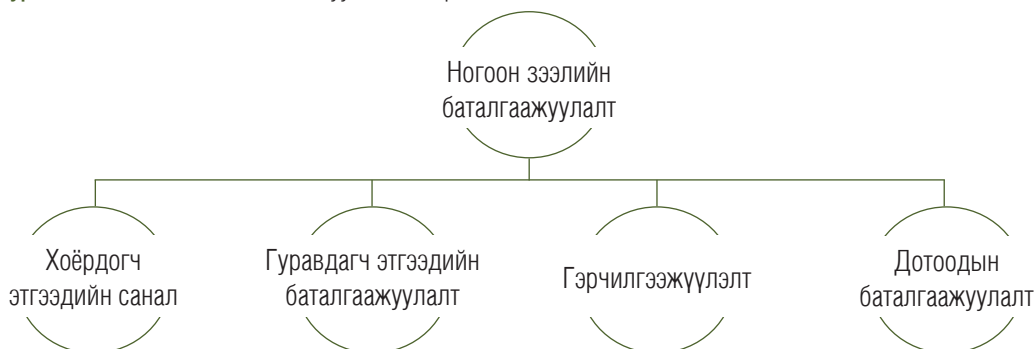 Ногоон зээлийн
баталгаажуулалт
Хоёрдогч
этгээдийн санал
Гуравдагч этгээдийн
баталгаажуулалт
Гэрчилгээжүүлэлт
Дотоодын
баталгаажуулалт